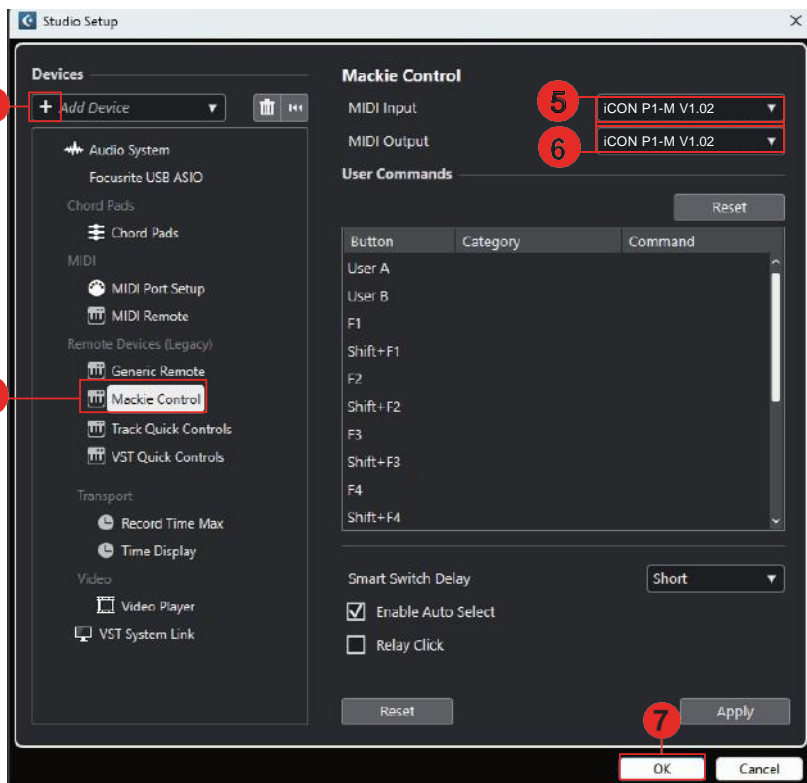 Studio Setup
Devices
Add Device
Audio System
Focusrite USB ASIO
Chord Pads
Chord Pads
MIDI
MIDI Port Setup
MIDI Remote
Remote Devices (Legacy)
Generic Remote
Mackie Control
Track Quick Controls
VST Quick Controls
Transport
Record Time Max
Time Display
Video
Video Player
VST System Link
Mackie Control
MIDI Input 5 iCON P1-M V1.02
MIDI Output 6 iCON P1-M V1.02
User Commands
Reset
Button Category Command
User A
User B
F1
Shift+F1
F2
Shift+F2
F3
Shift+F3
F4
Shift+F4
Smart Switch Delay Short
Enable Auto Select
Relay Click
Reset Apply
7
OK Cancel